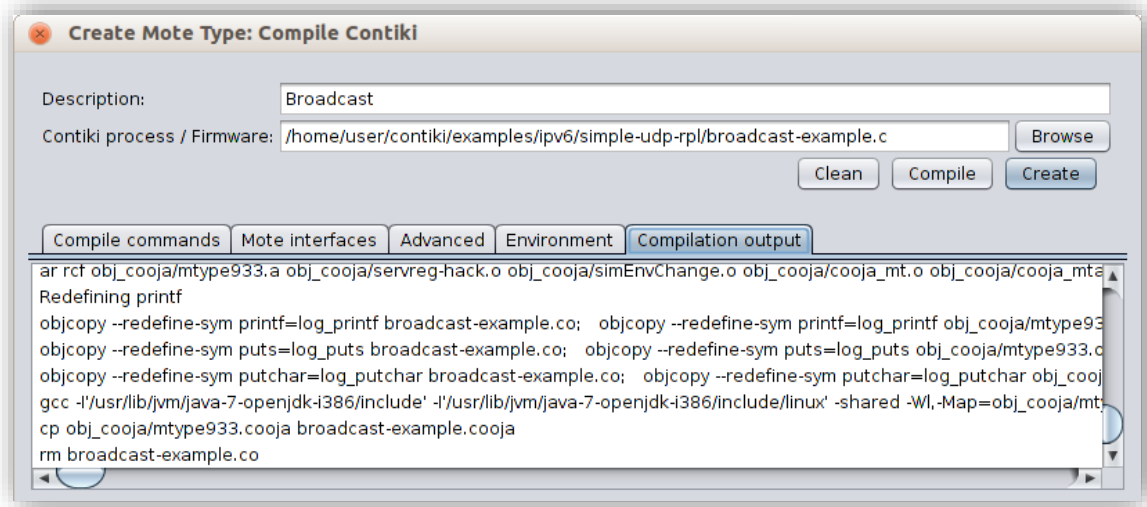 Create Mote Type: Compile Contiki
Description: Broadcast
Contiki process / Firmware: /home/user/contiki/examples/ipv6/simple-udp-rpl/broadcast-example.c Browse
Clean Compile Create
Compile commands Mote interfaces Advanced Environment Compilation output
ar rcf obj_cooja/mtype933.a obj_cooja/servreg-hack.o obj_cooja/simEnvChange.o obj_cooja/cooja_mt.o obj_cooja/cooja_mta
Redefining printf
objcopy --redefine-sym printf=log_printf broadcast-example.co; objcopy --redefine-sym printf=log_printf obj_cooja/mtype93
objcopy --redefine-sym puts=log_puts broadcast-example.co; objcopy --redefine-sym puts=log_puts obj_cooja/mtype933.o
objcopy --redefine-sym putchar=log_putchar broadcast-example.co; objcopy --redefine-sym putchar=log_putchar obj_cooj
gcc -I'/usr/lib/jvm/java-7-openjdk-i386/include' -I'/usr/lib/jvm/java-7-openjdk-i386/include/linux' -shared -Wl,-Map=obj_cooja/mt
cp obj_cooja/mtype933.cooja broadcast-example.cooja
rm broadcast-example.co